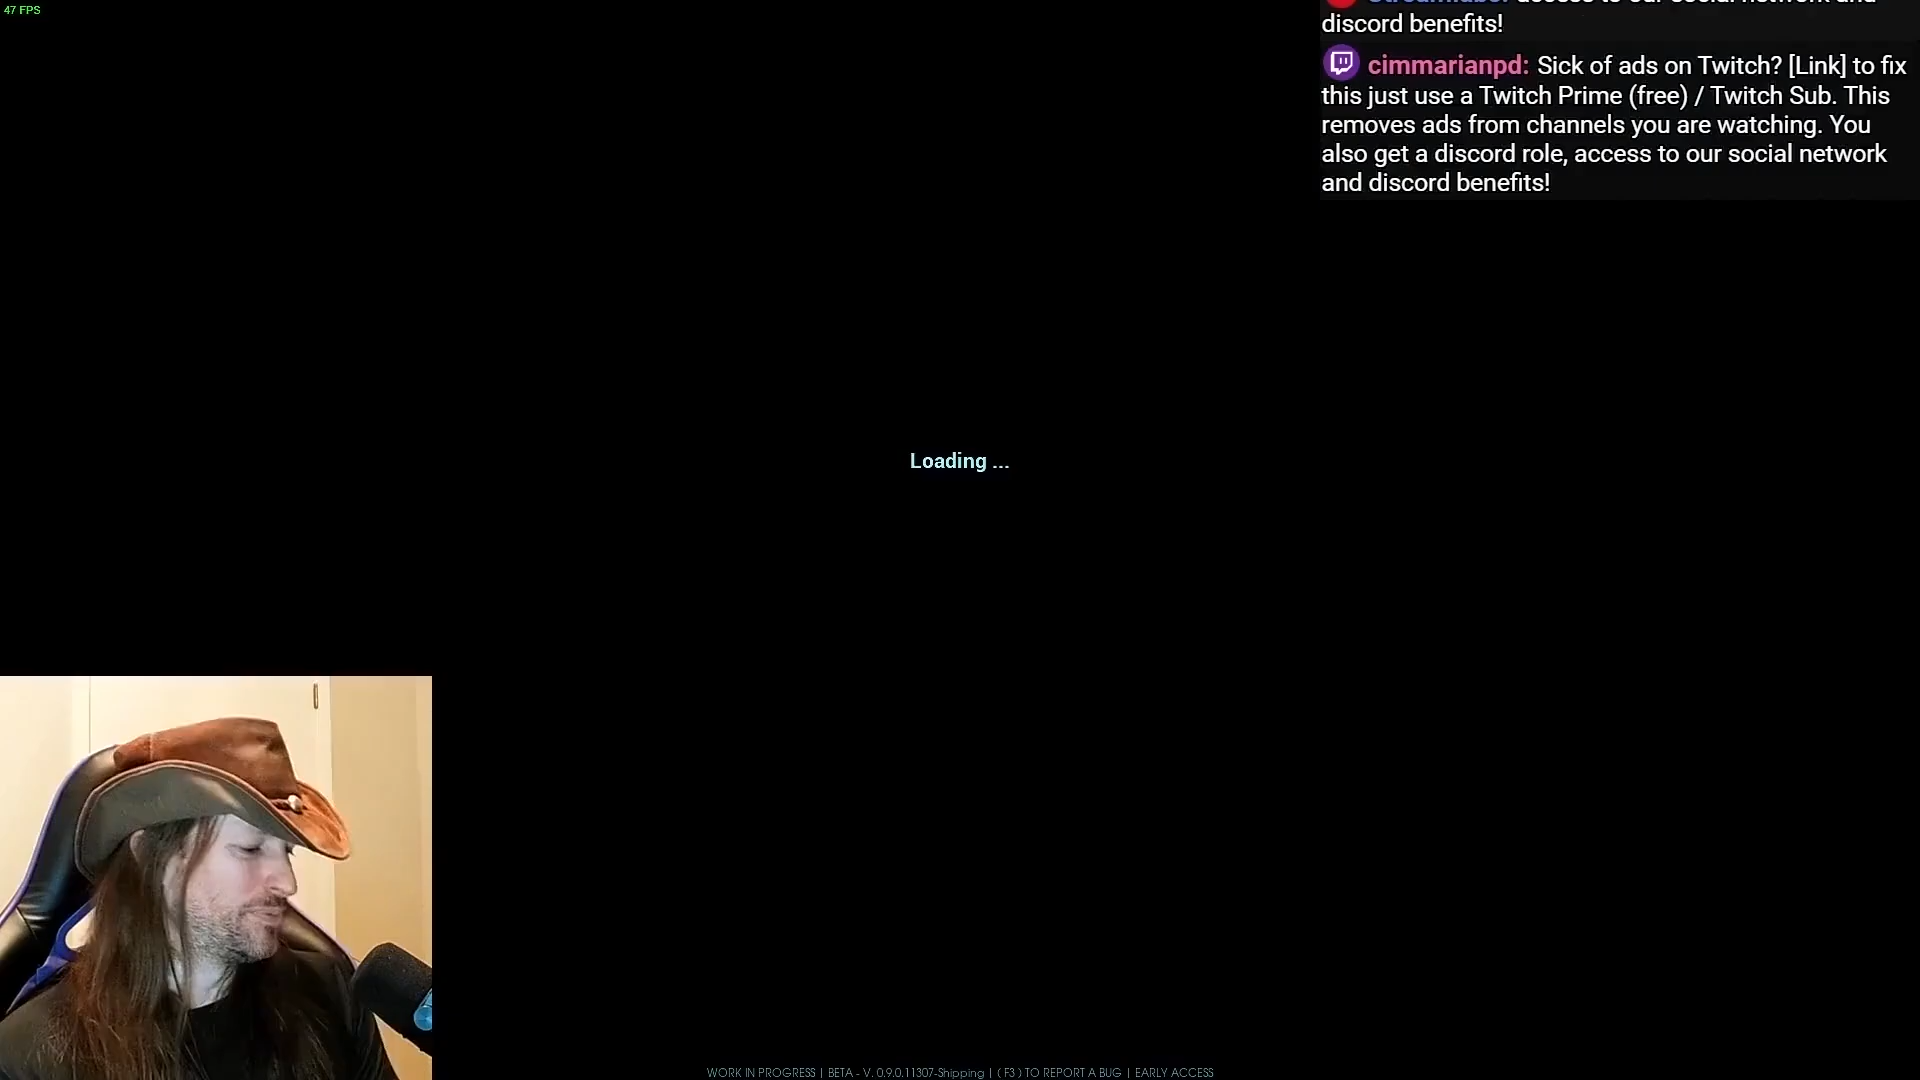 47 FPS
discord benefits!
cimmarianpd: Sick of ads on Twitch? [Link] to fix
this just use a Twitch Prime (free) / Twitch Sub. This
removes ads from channels you are watching. You
also get a discord role, access to our social network
and discord benefits!
Loading ...
WORK IN PROGRESS | BETA - V. 0.9.0.11307-Shipping | ( F3 ) TO REPORT A BUG | EARLY ACCESS